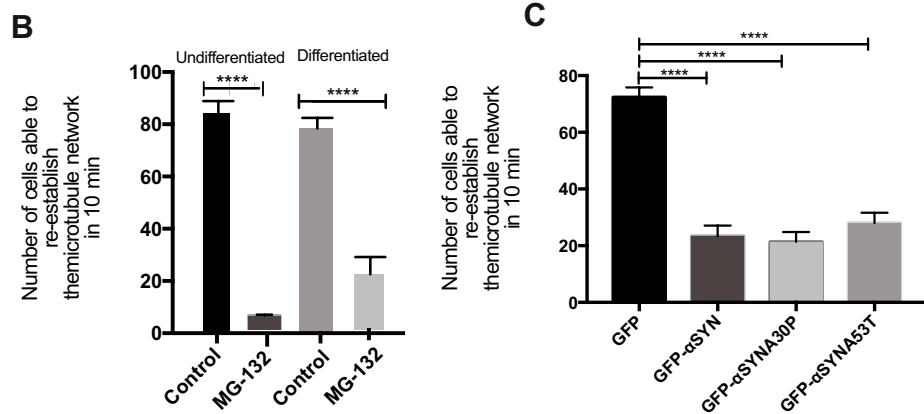 B
Undifferentiated
Differentiated
****
****
Number of cells able to
re-establish
themicrotubule network
in 10 min
100
80
60
40
20
0
Control
MG-132
Control
MG-132
C
****
****
****
Number of cells able to
re-establish
themicrotubule network
in 10 min
80
60
40
20
0
GFP
GFP-αSYN
GFP-αSYNA30P
GFP-αSYNA53T